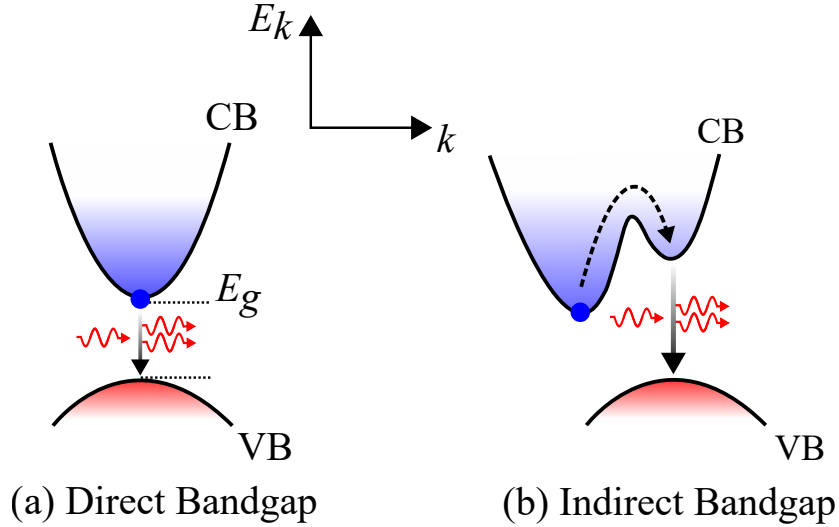 E_k
k
CB
CB
E_g
VB
VB
(a) Direct Bandgap
(b) Indirect Bandgap